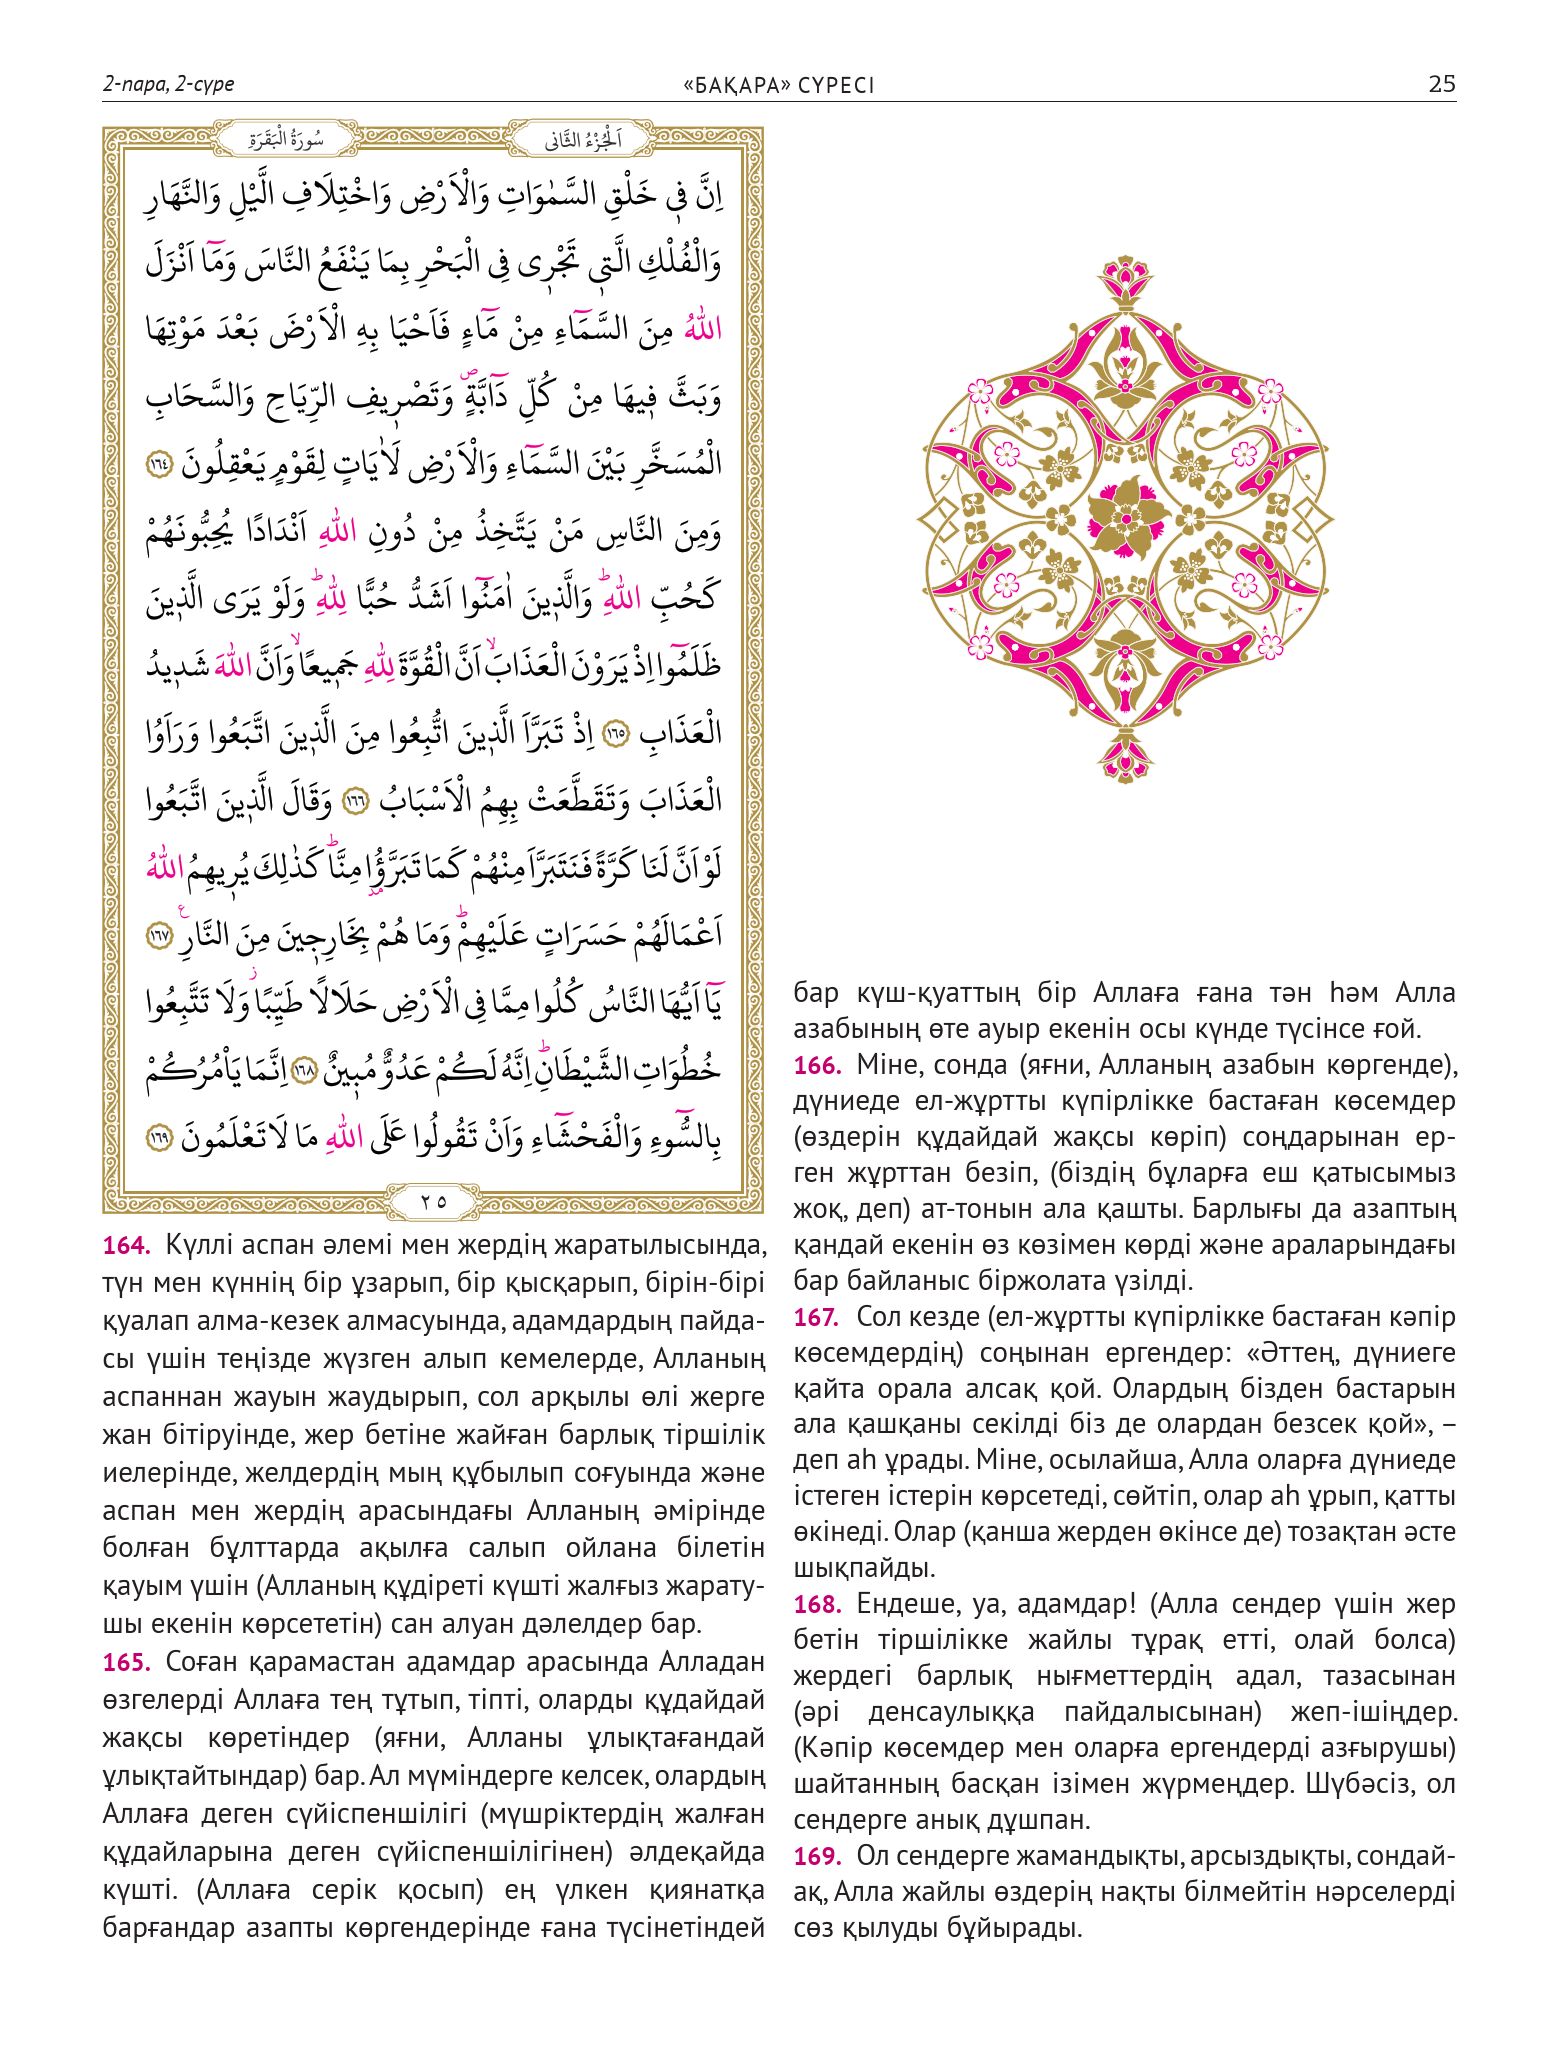 2-пара, 2-сүре
«БАҚАРА» СҮРЕСІ
25
اَلْجُزْءُ الثَّانٖى
سُورَةُ الْبَقَرَةِ
اِنَّ فٖى خَلْقِ السَّمٰوَاتِ وَالْاَرْضِ وَاخْتِلَافِ الَّيْلِ وَالنَّهَارِ
وَالْفُلْكِ الَّتٖى تَجْرٖى فِى الْبَحْرِ بِمَا يَنْفَعُ النَّاسَ وَمَٓا اَنْزَلَ
اللّٰهُ مِنَ السَّمَٓاءِ مِنْ مَٓاءٍ فَاَحْيَا بِهِ الْاَرْضَ بَعْدَ مَوْتِهَا
وَبَثَّ فٖيهَا مِنْ كُلِّ دَٓابَّةٍࣕ وَتَصْرٖيفِ الرِّيَاحِ وَالسَّحَابِ
الْمُسَخَّرِ بَيْنَ السَّمَٓاءِ وَالْاَرْضِ لَاٰيَاتٍ لِقَوْمٍ يَعْقِلُونَ ١٦٤
وَمِنَ النَّاسِ مَنْ يَتَّخِذُ مِنْ دُونِ اللّٰهِ اَنْدَادًا يُحِبُّونَهُمْ
كَحُبِّ اللّٰهِؕ وَالَّذٖينَ اٰمَنُٓوا اَشَدُّ حُبًّا لِلّٰهِؕ وَلَوْ يَرَى الَّذٖينَ
ظَلَمُٓوا اِذْ يَرَوْنَ الْعَذَابَۙ اَنَّ الْقُوَّةَ لِلّٰهِ جَمٖيعًاۙ وَاَنَّ اللّٰهَ شَدٖيدُ
الْعَذَابِ ١٦٥ اِذْ تَبَرَّاَ الَّذٖينَ اتُّبِعُوا مِنَ الَّذٖينَ اتَّبَعُوا وَرَاَوُا
الْعَذَابَ وَتَقَطَّعَتْ بِهِمُ الْاَسْبَابُ ١٦٦ وَقَالَ الَّذٖينَ اتَّبَعُوا
لَوْ اَنَّ لَنَا كَرَّةً فَنَتَبَرَّاَ مِنْهُمْ كَمَا تَبَرَّؤُ۫ا مِنَّاؕ كَذٰلِكَ يُرٖيهِمُ اللّٰهُ
اَعْمَالَهُمْ حَسَرَاتٍ عَلَيْهِمْؕ وَمَا هُمْ بِخَارِجٖينَ مِنَ النَّارِࣖ ١٦٧
يَٓا اَيُّهَا النَّاسُ كُلُوا مِمَّا فِى الْاَرْضِ حَلَالًا طَيِّبًاؗ وَلَا تَتَّبِعُوا
خُطُوَاتِ الشَّيْطَانِؕ اِنَّهُ لَكُمْ عَدُوٌّ مُبٖينٌ ١٦٨ اِنَّمَا يَاْمُرُكُمْ
بِالسُّٓوءِ وَالْفَحْشَٓاءِ وَاَنْ تَقُولُوا عَلَى اللّٰهِ مَا لَا تَعْلَمُونَ ١٦٩
٢٥
164. Күллі аспан әлемі мен жердің жаратылысында,
түн мен күннің бір ұзарып, бір қысқарып, бірін-бірі
қуалап алма-кезек алмасуында, адамдардың пайда-
сы үшін теңізде жүзген алып кемелерде, Алланың
аспаннан жауын жаудырып, сол арқылы өлі жерге
жан бітіруінде, жер бетіне жайған барлық тіршілік
иелерінде, желдердің мың құбылып соғуында және
аспан мен жердің арасындағы Алланың әмірінде
болған бұлттарда ақылға салып ойлана білетін
қауым үшін (Алланың құдіреті күшті жалғыз жарату-
шы екенін көрсететін) сан алуан дәлелдер бар.
165. Соған қарамастан адамдар арасында Алладан
өзгелерді Аллаға тең тұтып, тіпті, оларды құдайдай
жақсы көретіндер (яғни, Алланы ұлықтағандай
ұлықтайтындар) бар. Ал мүміндерге келсек, олардың
Аллаға деген сүйіспеншілігі (мүшріктердің жалған
құдайларына деген сүйіспеншілігінен) әлдеқайда
күшті. (Аллаға серік қосып) ең үлкен қиянатқа
барғандар азапты көргендерінде ғана түсінетіндей
бар күш-қуаттың бір Аллаға ғана тән һәм Алла
азабының өте ауыр екенін осы күнде түсінсе ғой.
166. Міне, сонда (яғни, Алланың азабын көргенде),
дүниеде ел-жұртты күпірлікке бастаған көсемдер
(өздерін құдайдай жақсы көріп) соңдарынан ер-
ген жұрттан безіп, (біздің бұларға еш қатысымыз
жоқ, деп) ат-тонын ала қашты. Барлығы да азаптың
қандай екенін өз көзімен көрді және араларындағы
бар байланыс біржолата үзілді.
167. Сол кезде (ел-жұртты күпірлікке бастаған кәпір
көсемдердің) соңынан ергендер: «Әттең, дүниеге
қайта орала алсақ қой. Олардың бізден бастарын
ала қашқаны секілді біз де олардан безсек қой», –
деп аһ ұрады. Міне, осылайша, Алла оларға дүниеде
істеген істерін көрсетеді, сөйтіп, олар аһ ұрып, қатты
өкінеді. Олар (қанша жерден өкінсе де) тозақтан әсте
шықпайды.
168. Ендеше, уа, адамдар! (Алла сендер үшін жер
бетін тіршілікке жайлы тұрақ етті, олай болса)
жердегі барлық нығметтердің адал, тазасынан
(әрі денсаулыққа пайдалысынан) жеп-ішіңдер.
(Кәпір көсемдер мен оларға ергендерді азғырушы)
шайтанның басқан ізімен жүрмеңдер. Шүбәсіз, ол
сендерге анық дұшпан.
169. Ол сендерге жамандықты, арсыздықты, сондай-
ақ, Алла жайлы өздерің нақты білмейтін нәрселерді
сөз қылуды бұйырады.